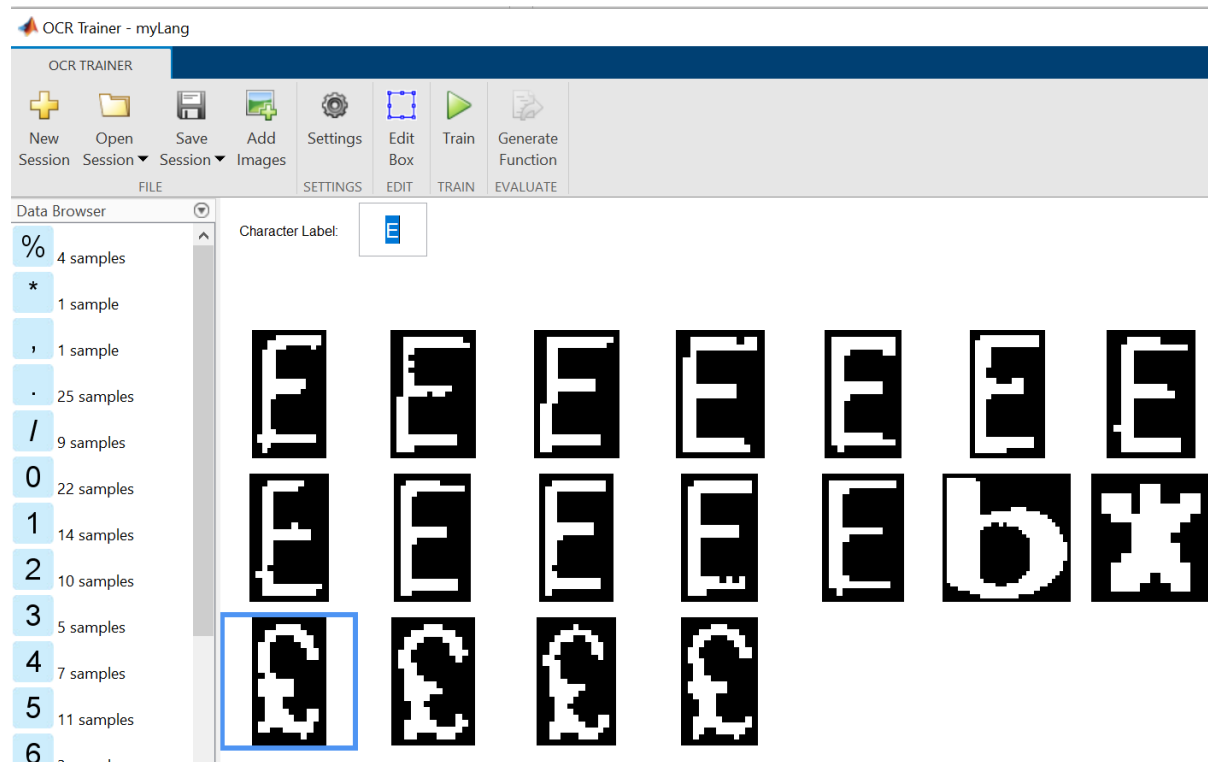 OCR Trainer - myLang
OCR TRAINER
New Session
Open Session
Save Session
Add Images
Settings
Edit Box
Train
Generate Function
FILE
SETTINGS
EDIT
TRAIN
EVALUATE
Data Browser
% 4 samples
* 1 sample
, 1 sample
. 25 samples
/ 9 samples
0 22 samples
1 14 samples
2 10 samples
3 5 samples
4 7 samples
5 11 samples
6
Character Label: E
E E E E E E E
E E E E E b x
£ £ £ £